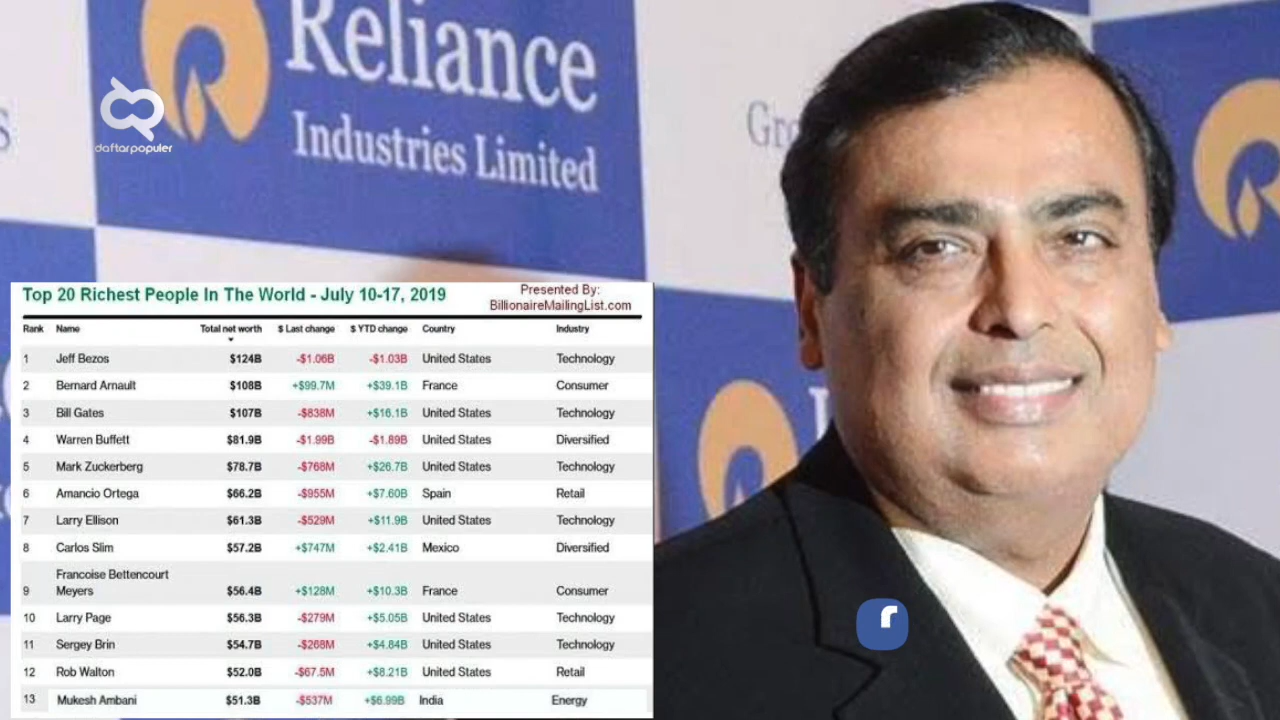 Reliance
Industries Limited
daftarpopuler
Top 20 Richest People In The World - July 10-17, 2019
Presented By:
BillionaireMailingList.com
Rank Name Total net worth $ Last change $ YTD change Country Industry
1 Jeff Bezos $124B -$1.06B -$1.03B United States Technology
2 Bernard Arnault $108B +$99.7M +$39.1B France Consumer
3 Bill Gates $107B -$838M +$16.1B United States Technology
4 Warren Buffett $81.9B -$1.99B -$1.89B United States Diversified
5 Mark Zuckerberg $78.7B -$768M +$26.7B United States Technology
6 Amancio Ortega $66.2B -$955M +$7.60B Spain Retail
7 Larry Ellison $61.3B -$529M +$11.9B United States Technology
8 Carlos Slim $57.2B +$747M +$2.41B Mexico Diversified
Francoise Bettencourt
9 Meyers $56.4B +$128M +$10.3B France Consumer
10 Larry Page $56.3B -$279M +$5.05B United States Technology
11 Sergey Brin $54.7B -$268M +$4.84B United States Technology
12 Rob Walton $52.0B -$67.5M +$8.21B United States Retail
13 Mukesh Ambani $51.3B -$537M +$6.99B India Energy